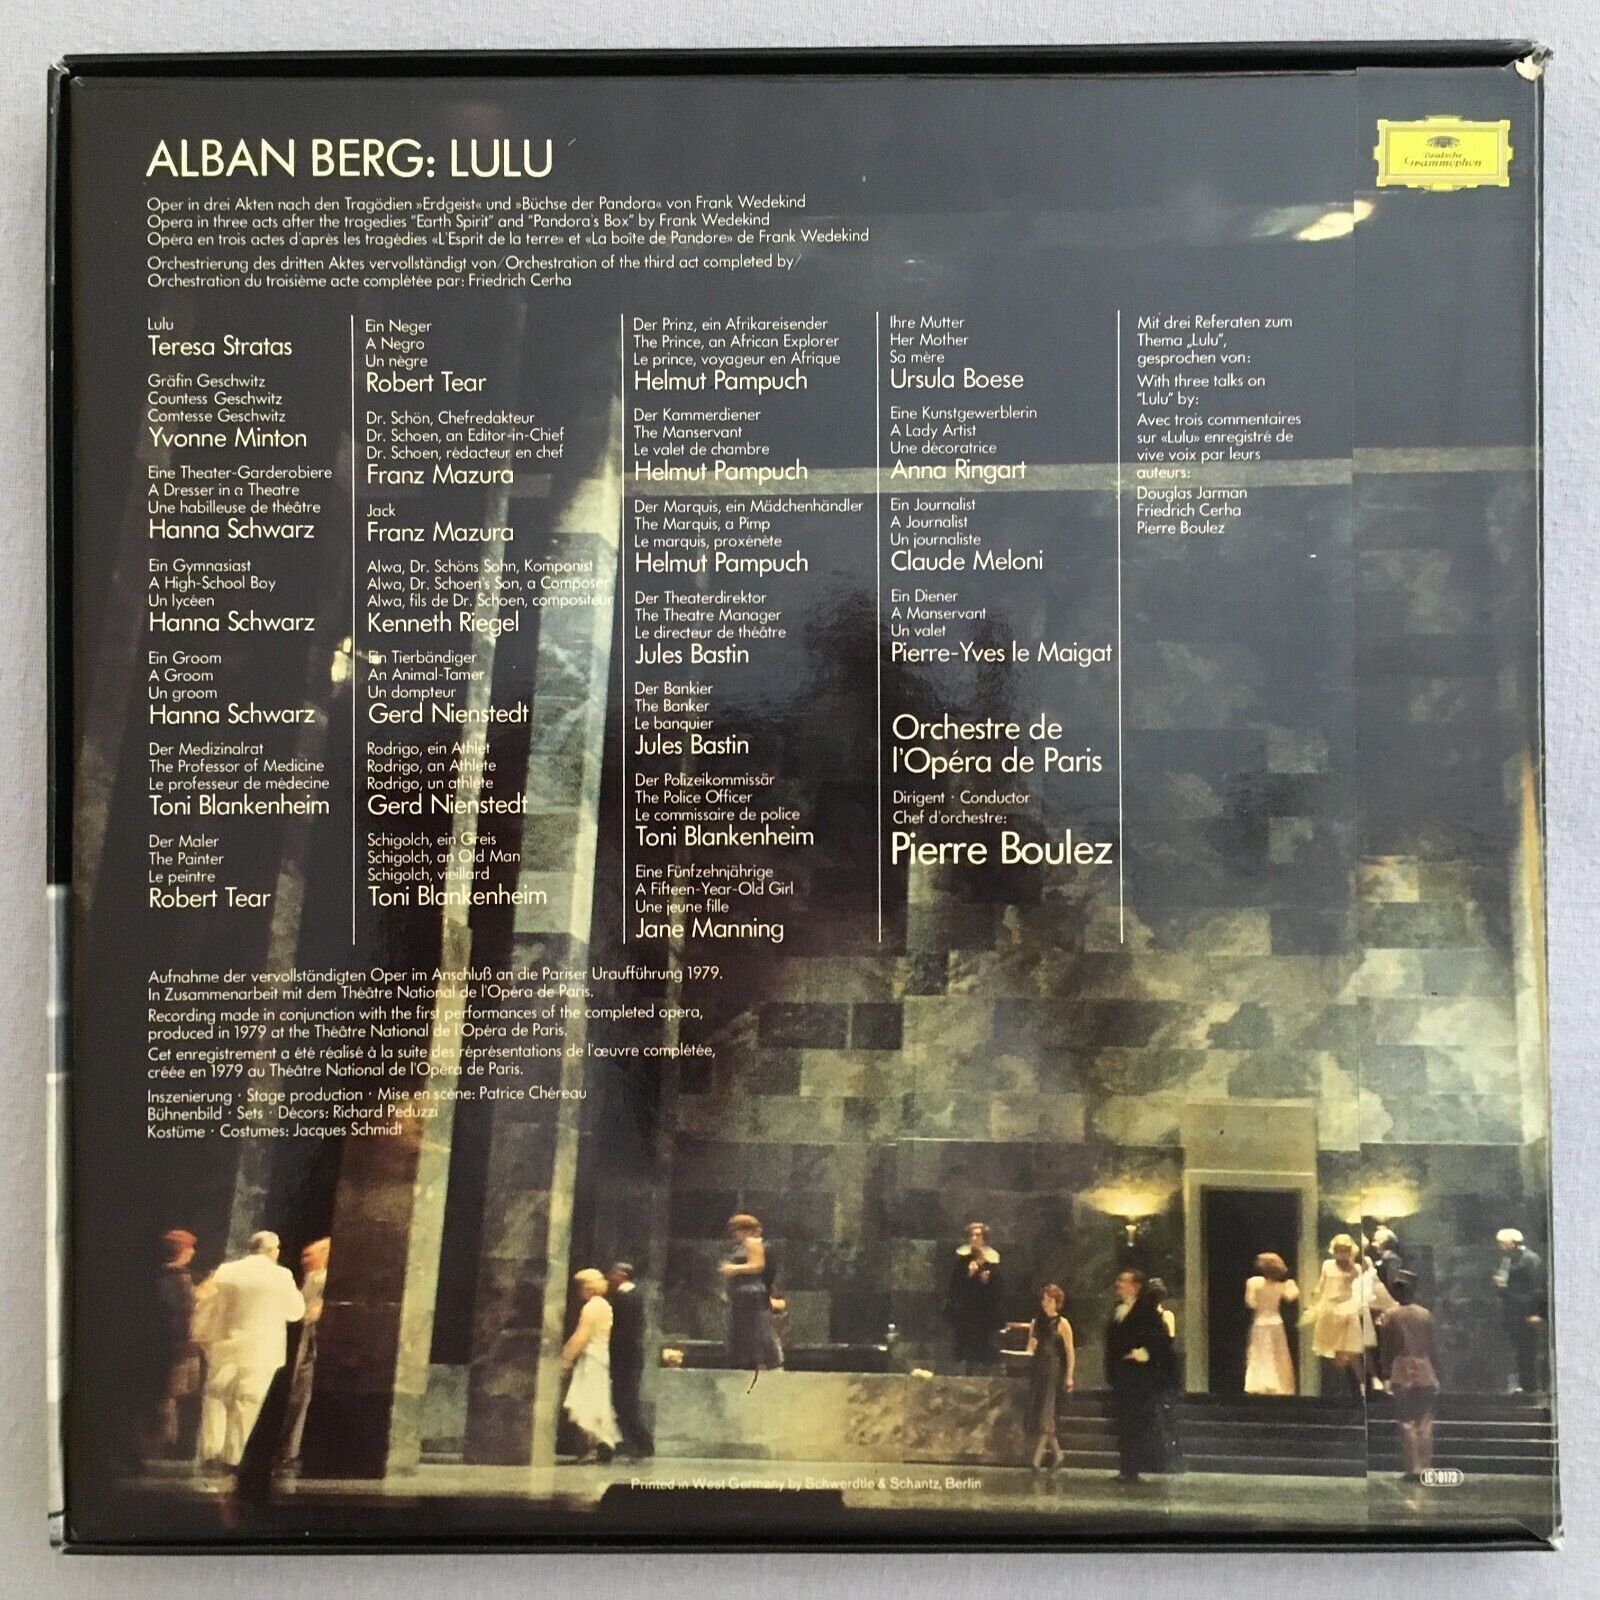 ALBAN BERG: LULU
Deutsche
Grammophon
Oper in drei Akten nach den Tragödien »Erdgeist« und »Büchse der Pandora« von Frank Wedekind
Opera in three acts after the tragedies "Earth Spirit" and "Pandora's Box" by Frank Wedekind
Opéra en trois actes d'après les tragédies «L'Esprit de la terre» et «La boîte de Pandore» de Frank Wedekind
Orchestrierung des dritten Aktes vervollständigt von/Orchestration of the third act completed by/
Orchestration du troisième acte complétée par: Friedrich Cerha
Lulu
Teresa Stratas
Gräfin Geschwitz
Countess Geschwitz
Comtesse Geschwitz
Yvonne Minton
Eine Theater-Garderobiere
A Dresser in a Theatre
Une habilleuse de théâtre
Hanna Schwarz
Ein Gymnasiast
A High-School Boy
Un lycéen
Hanna Schwarz
Ein Groom
A Groom
Un groom
Hanna Schwarz
Der Medizinalrat
The Professor of Medicine
Le professeur de médecine
Toni Blankenheim
Der Maler
The Painter
Le peintre
Robert Tear
Ein Neger
A Negro
Un nègre
Robert Tear
Dr. Schön, Chefredakteur
Dr. Schoen, an Editor-in-Chief
Dr. Schoen, rédacteur en chef
Franz Mazura
Jack
Franz Mazura
Alwa, Dr. Schöns Sohn, Komponist
Alwa, Dr. Schoen's Son, a Composer
Alwa, fils de Dr. Schoen, compositeur
Kenneth Riegel
Ein Tierbändiger
An Animal-Tamer
Un dompteur
Gerd Nienstedt
Rodrigo, ein Athlet
Rodrigo, an Athlete
Rodrigo, un athlète
Gerd Nienstedt
Schigolch, ein Greis
Schigolch, an Old Man
Schigolch, vieillard
Toni Blankenheim
Der Prinz, ein Afrikareisender
The Prince, an African Explorer
Le prince, voyageur en Afrique
Helmut Pampuch
Der Kammerdiener
The Manservant
Le valet de chambre
Helmut Pampuch
Der Marquis, ein Mädchenhändler
The Marquis, a Pimp
Le marquis, proxénète
Helmut Pampuch
Der Theaterdirektor
The Theatre Manager
Le directeur de théâtre
Jules Bastin
Der Bankier
The Banker
Le banquier
Jules Bastin
Der Polizeikommissär
The Police Officer
Le commissaire de police
Toni Blankenheim
Eine Fünfzehnjährige
A Fifteen-Year-Old Girl
Une jeune fille
Jane Manning
Ihre Mutter
Her Mother
Sa mère
Ursula Boese
Eine Kunstgewerblerin
A Lady Artist
Une décoratrice
Anna Ringart
Ein Journalist
A Journalist
Un journaliste
Claude Meloni
Ein Diener
A Manservant
Un valet
Pierre-Yves le Maigat
Orchestre de
l'Opéra de Paris
Dirigent · Conductor
Chef d'orchestre:
Pierre Boulez
Mit drei Referaten zum
Thema „Lulu",
gesprochen von:
With three talks on
"Lulu" by:
Avec trois commentaires
sur «Lulu» enregistré de
vive voix par leurs
auteurs:
Douglas Jarman
Friedrich Cerha
Pierre Boulez
Aufnahme der vervollständigten Oper im Anschluß an die Pariser Uraufführung 1979.
In Zusammenarbeit mit dem Théâtre National de l'Opéra de Paris.
Recording made in conjunction with the first performances of the completed opera,
produced in 1979 at the Théâtre National de l'Opéra de Paris.
Cet enregistrement a été réalisé à la suite des réprésentations de l'œuvre complétée,
créée en 1979 au Théâtre National de l'Opéra de Paris.
Inszenierung · Stage production · Mise en scène: Patrice Chéreau
Bühnenbild · Sets · Décors: Richard Peduzzi
Kostüme · Costumes: Jacques Schmidt
Printed in West Germany by Schwerdtle & Schantz, Berlin
IS 0173